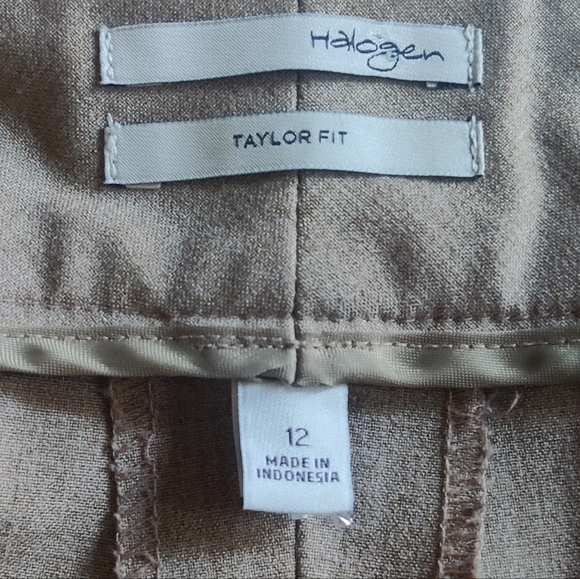 Halogen
TAYLOR FIT
12
MADE IN
INDONESIA